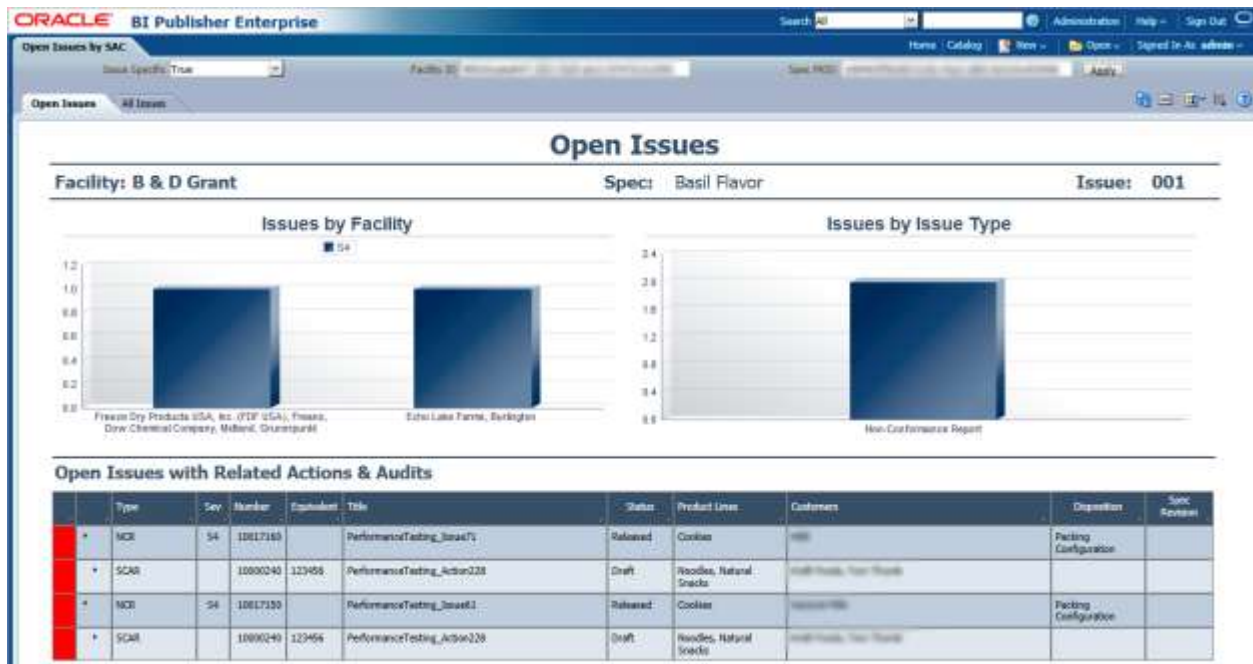 ORACLE BI Publisher Enterprise
Search All
Administration Help Sign Out
Open Issues by SAC
Home Catalog New Open Signed In As admin
Issue Specific True
Facility ID
Spec PKID
Apply
Open Issues All Issues
Open Issues
Facility: B & D Grant Spec: Basil Flavor Issue: 001
Issues by Facility
S4
1.2
1.0
0.8
0.6
0.4
0.2
0.0
Freeze Dry Products USA, Inc. (FDP USA), Fresno,
Dow Chemical Company, Midland,
Echo Lake Farms, Burlington
Issues by Issue Type
2.4
2.0
1.6
1.2
0.8
0.4
0.0
Non-Conformance Report
Open Issues with Related Actions & Audits
Type Sev Number Equivalent Title Status Product Lines Customers Disposition Spec Revision
NCR S4 10017160 PerformanceTesting_Issue71 Released Cookies Packing Configuration
SCAR 10000240 123456 PerformanceTesting_Action228 Draft Noodles, Natural Snacks
NCR S4 10017150 PerformanceTesting_Issue61 Released Cookies Packing Configuration
SCAR 10000240 123456 PerformanceTesting_Action228 Draft Noodles, Natural Snacks